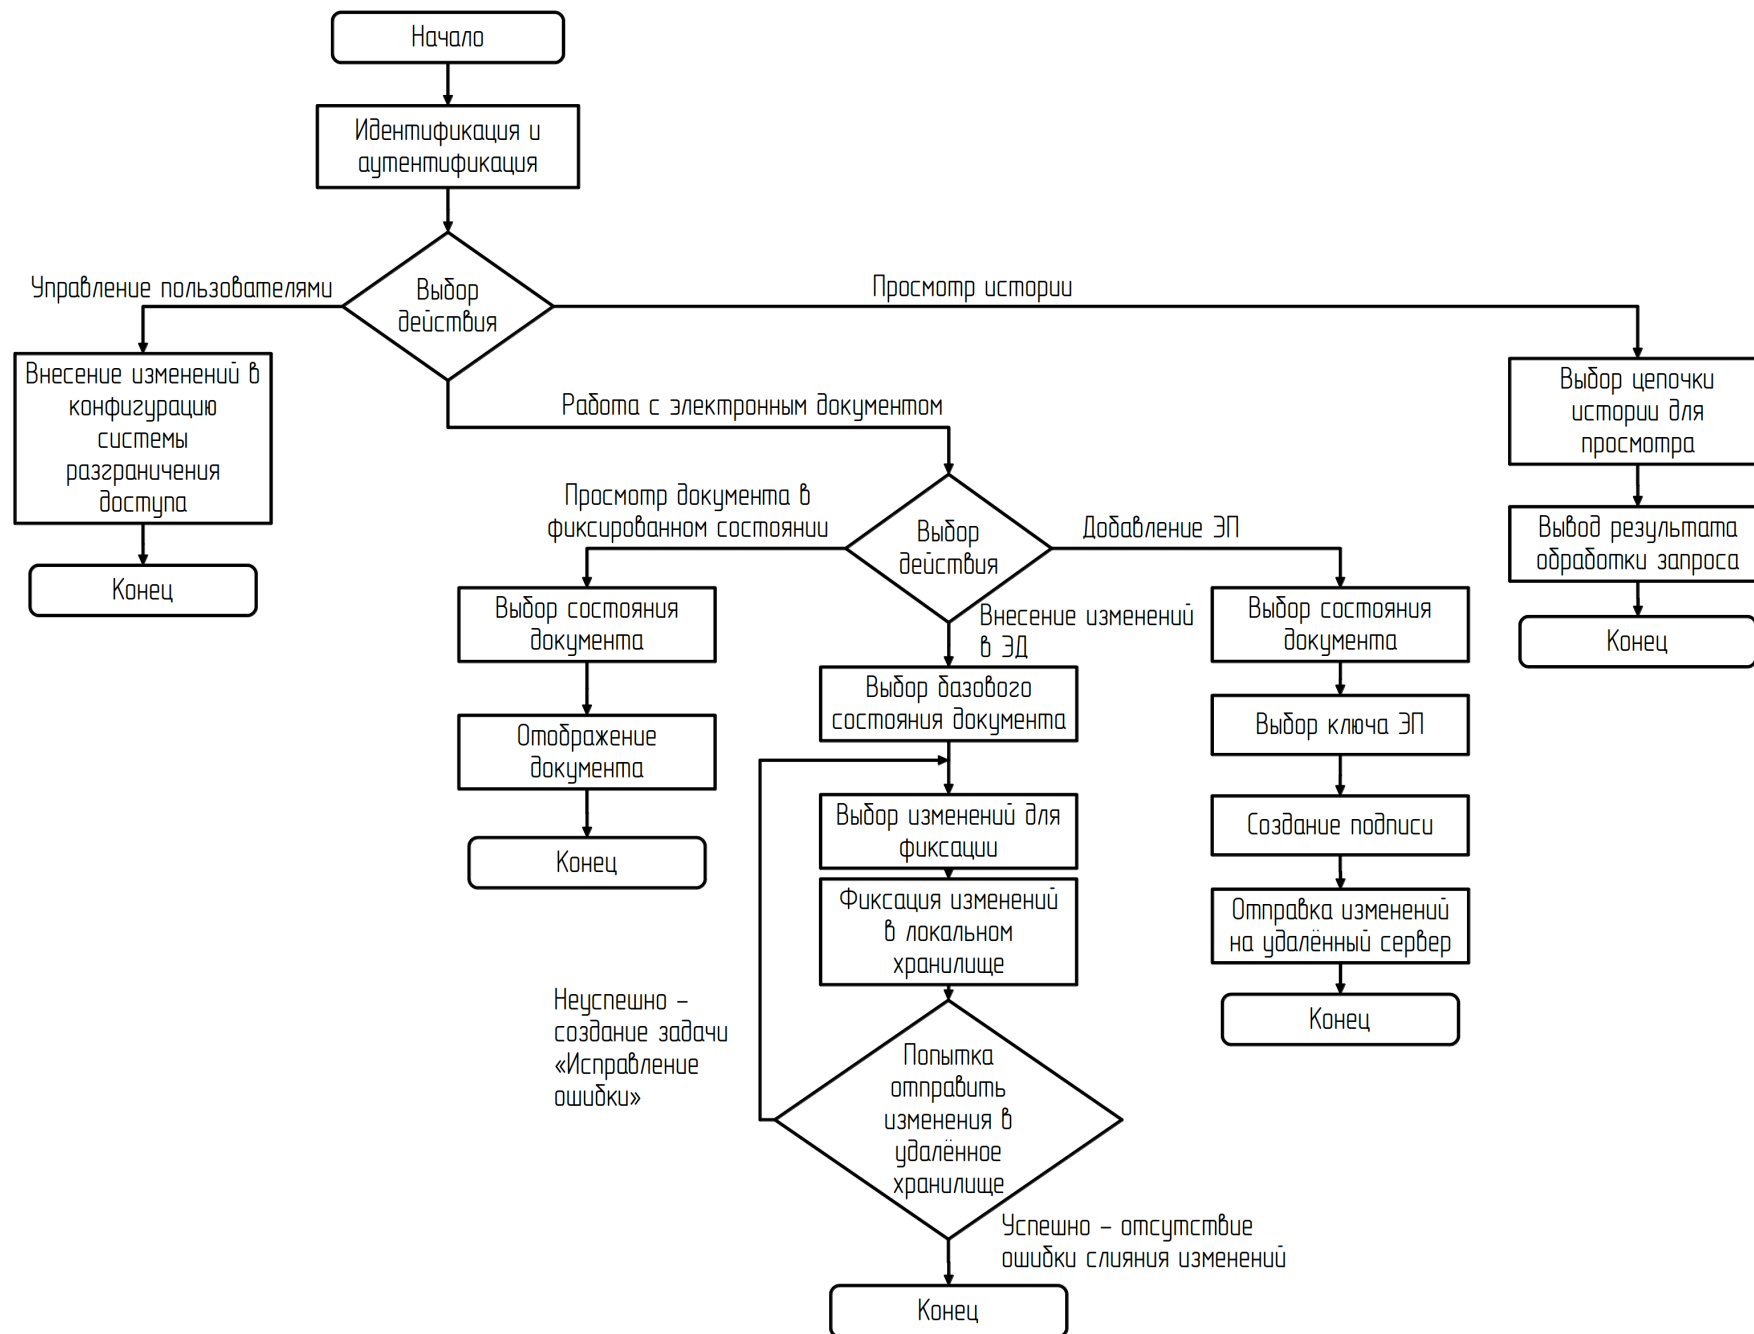 Начало
Идентификация и
аутентификация
Выбор
действия
Управление пользователями
Просмотр истории
Внесение изменений в
конфигурацию
системы
разграничения
доступа
Конец
Работа с электронным документом
Выбор цепочки
истории для
просмотра
Вывод результата
обработки запроса
Конец
Выбор
действия
Просмотр документа в
фиксированном состоянии
Добавление ЭП
Внесение изменений
в ЭД
Выбор состояния
документа
Отображение
документа
Конец
Выбор базового
состояния документа
Выбор изменений для
фиксации
Фиксация изменений
в локальном
хранилище
Попытка
отправить
изменения в
удалённое
хранилище
Неуспешно –
создание задачи
«Исправление
ошибки»
Успешно – отсутствие
ошибки слияния изменений
Конец
Выбор состояния
документа
Выбор ключа ЭП
Создание подписи
Отправка изменений
на удалённый сервер
Конец